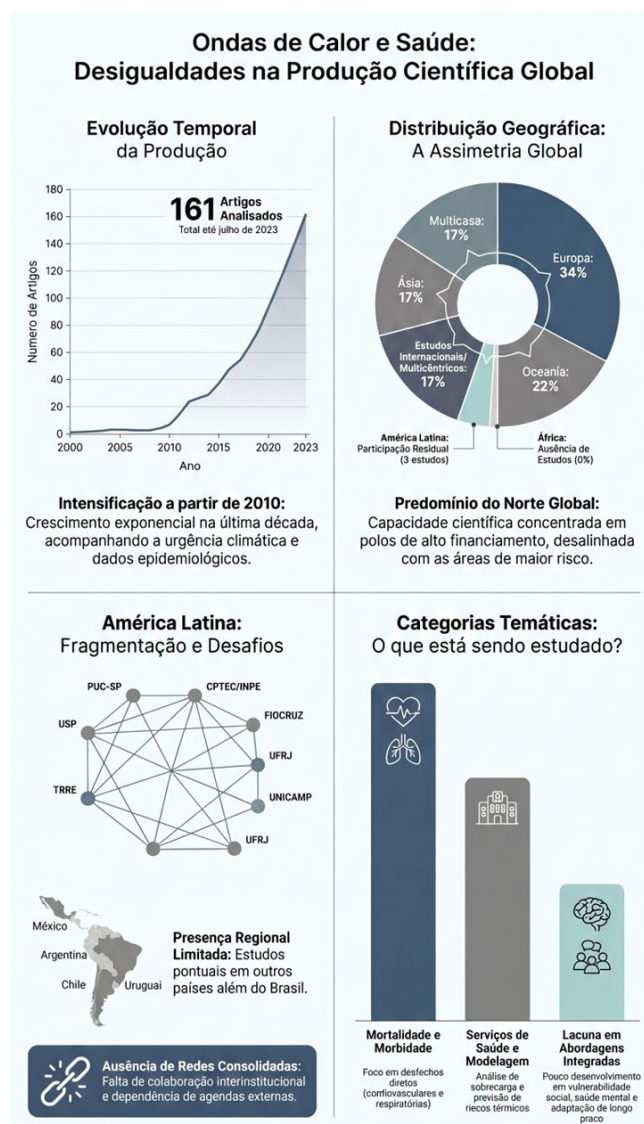 Ondas de Calor e Saúde:
Desigualdades na Produção Científica Global
Evolução Temporal
da Produção
180
160
140
120
100
80
60
40
20
0
Numero de Artigos
161 Artigos
Analisados
Total eté julho de 2023
2000
2005
2010
2015
2020
2023
Ano
Intensificação a partir de 2010:
Crescimento exponencial na última década,
acompanhando a urgência climática e
dados epidemiológicos.
Distribuição Geográfica:
A Assimetria Global
Multicasa:
17%
Europa:
34%
Ásia:
17%
Estudos
Internacionais/
Multicêntricos:
17%
Oceanía:
22%
América Latina:
Participação Residual
(3 estudos)
África:
Ausência de
Estudos (0%)
Predomínio do Norte Global:
Capacidade científica concentrada em
polos de alto financiamento, desalinhada
com as áreas de maior risco.
América Latina:
Fragmentação e Desafios
PUC-SP
CPTEC/INPE
USP
FIOCRUZ
UFRJ
TRRE
UNICAMP
UFRJ
México
Argentina
Chile
Uruguai
Presença Regional
Limitada: Estudos
pontuais em outros
países além do Brasil.
Ausência de Redes Consolidadas:
Falta de colaboração interinstitucional
e dependência de agendas externas.
Categorias Temáticas:
O que está sendo estudado?
Mortalidade e
Morbidade
Foco em desfechos
diretos
(corfiovasculares e
respiratórias)
Serviços de
Saúde e
Modelagem
Análise de
sobrecarga e
previsão de
riecos térmicos
Lacuna em
Abordagens
Integradas
Pouco desenvolvimento
em vulnerabilidade
social, saúde mental e
adaptação de longo
praco